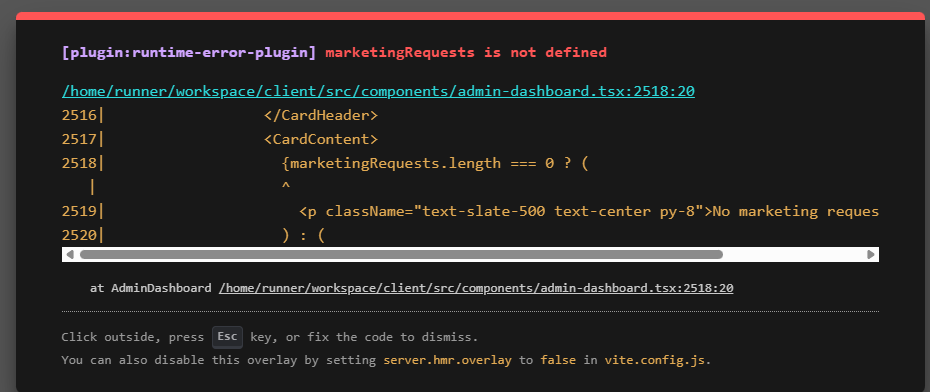 [plugin:runtime-error-plugin] marketingRequests is not defined
/home/runner/workspace/client/src/components/admin-dashboard.tsx:2518:20
2516|                  </CardHeader>
2517|                  <CardContent>
2518|                    {marketingRequests.length === 0 ? (
   |                    ^
2519|                      <p className="text-slate-500 text-center py-8">No marketing reques
2520|                    ) : (
at AdminDashboard /home/runner/workspace/client/src/components/admin-dashboard.tsx:2518:20
Click outside, press Esc key, or fix the code to dismiss.
You can also disable this overlay by setting server.hmr.overlay to false in vite.config.js.